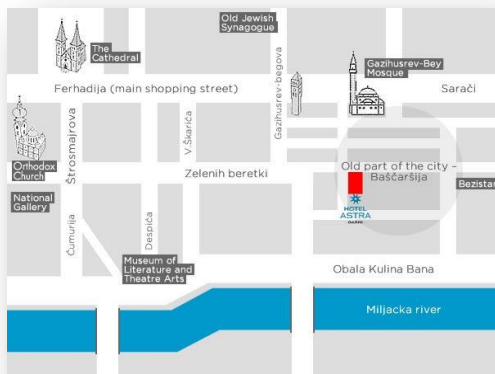 Old Jewish
Synagogue
The
Cathedral
Gazihusrev-Bey
Mosque
Ferhadija (main shopping street)
Sarači
Gazihusrev-begova
V.Škarića
Štrosmajrova
Orthodox
Church
Zelenih beretki
Old part of the city –
Baščaršija
Bezistan
National
Gallery
HOTEL
ASTRA
Ćumurija
Despića
Museum of
Literature and
Theatre Arts
Obala Kulina Bana
Miljacka river